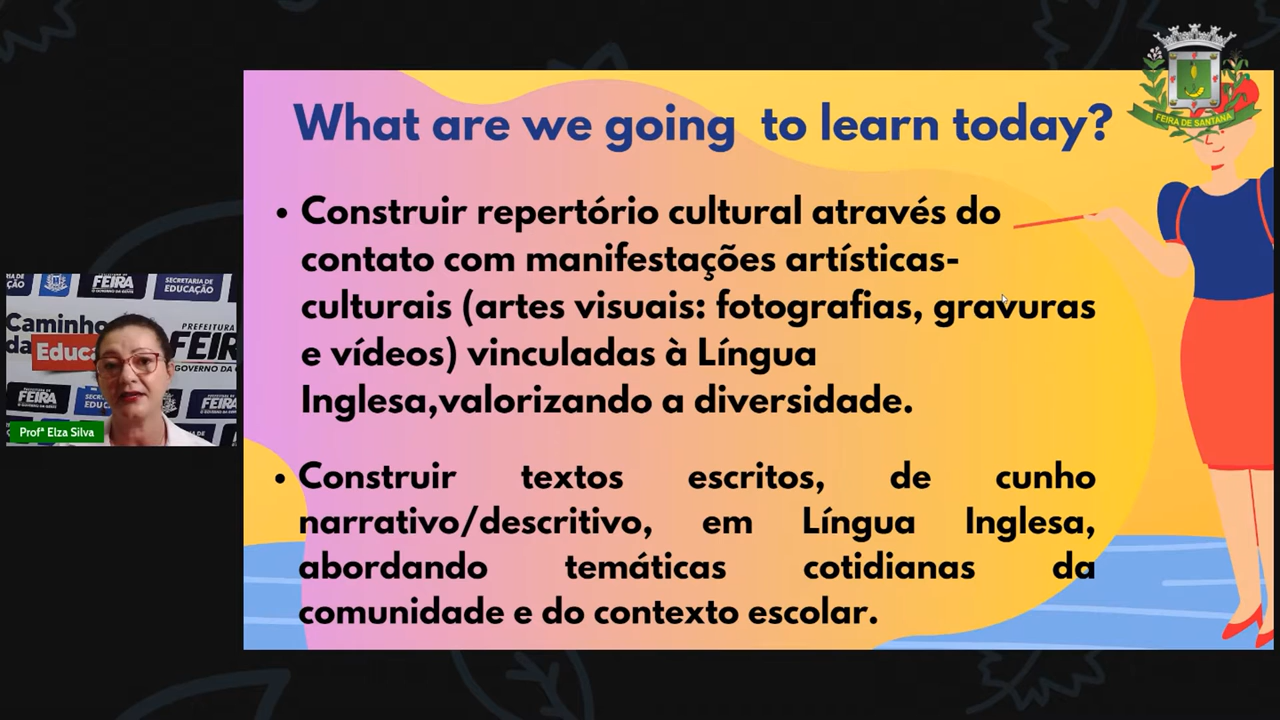 FEIRA DE SANTANA
What are we going to learn today?
• Construir repertório cultural através do
contato com manifestações artísticas-
culturais (artes visuais: fotografias, gravuras
e vídeos) vinculadas à Língua
Inglesa,valorizando a diversidade.
• Construir textos escritos, de cunho
narrativo/descritivo, em Língua Inglesa,
abordando temáticas cotidianas da
comunidade e do contexto escolar.
FEIRA
SECRETARIA DE
EDUCAÇÃO
Caminho
da Educa
PREFEITURA
FEIR
GOVERNO DA
FEIRA
FEIRA
Profª Elza Silva